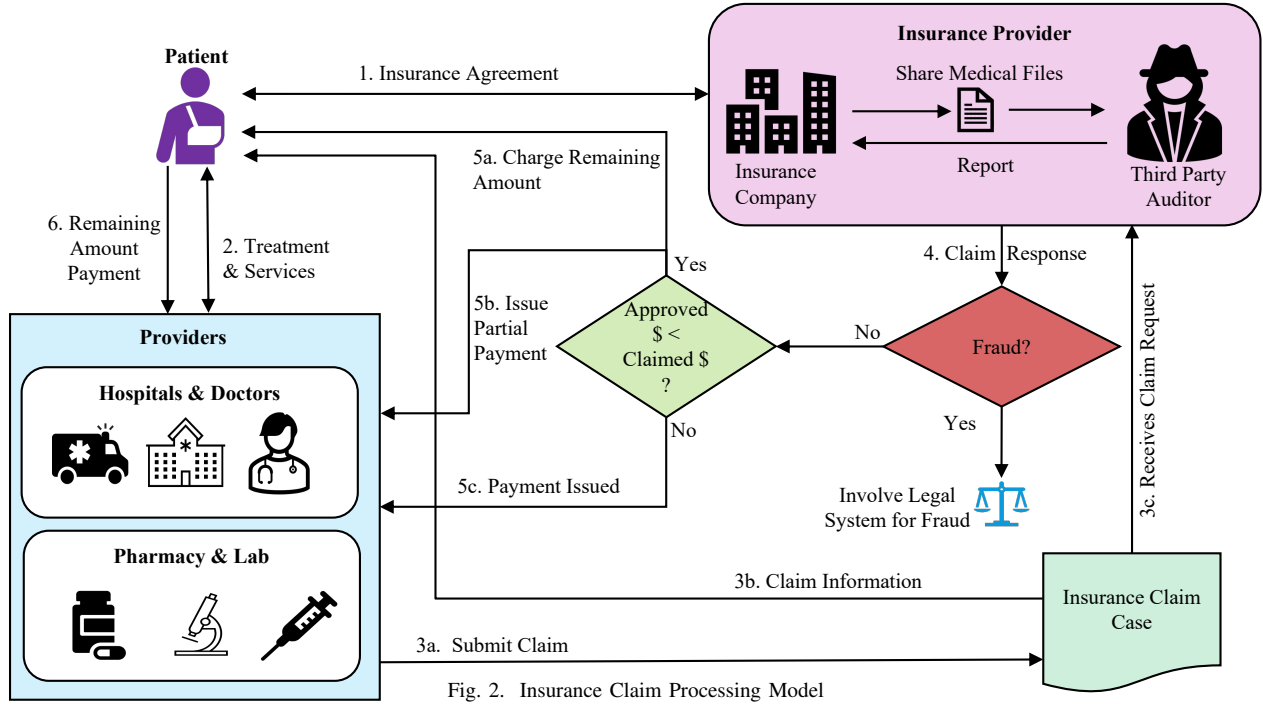 Patient
1. Insurance Agreement
Insurance Provider
Share Medical Files
Insurance
Company
Report
Third Party
Auditor
5a. Charge Remaining
Amount
6. Remaining
Amount
Payment
2. Treatment
& Services
4. Claim Response
Yes
5b. Issue
Partial
Payment
Approved
$ <
Claimed $
?
No
Fraud?
3c. Receives Claim Request
Providers
Hospitals & Doctors
No
Yes
5c. Payment Issued
Involve Legal
System for Fraud
Pharmacy & Lab
3b. Claim Information
Insurance Claim
Case
3a. Submit Claim
Fig. 2. Insurance Claim Processing Model